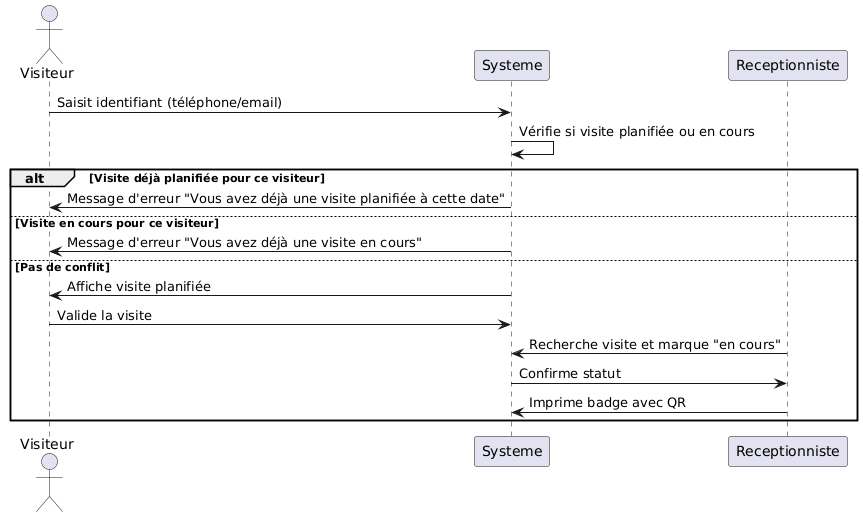 Visiteur
Systeme
Receptionniste
Saisit identifiant (téléphone/email)
Vérifie si visite planifiée ou en cours
alt [Visite déjà planifiée pour ce visiteur]
Message d'erreur "Vous avez déjà une visite planifiée à cette date"
[Visite en cours pour ce visiteur]
Message d'erreur "Vous avez déjà une visite en cours"
[Pas de conflit]
Affiche visite planifiée
Valide la visite
Recherche visite et marque "en cours"
Confirme statut
Imprime badge avec QR
Visiteur
Systeme
Receptionniste